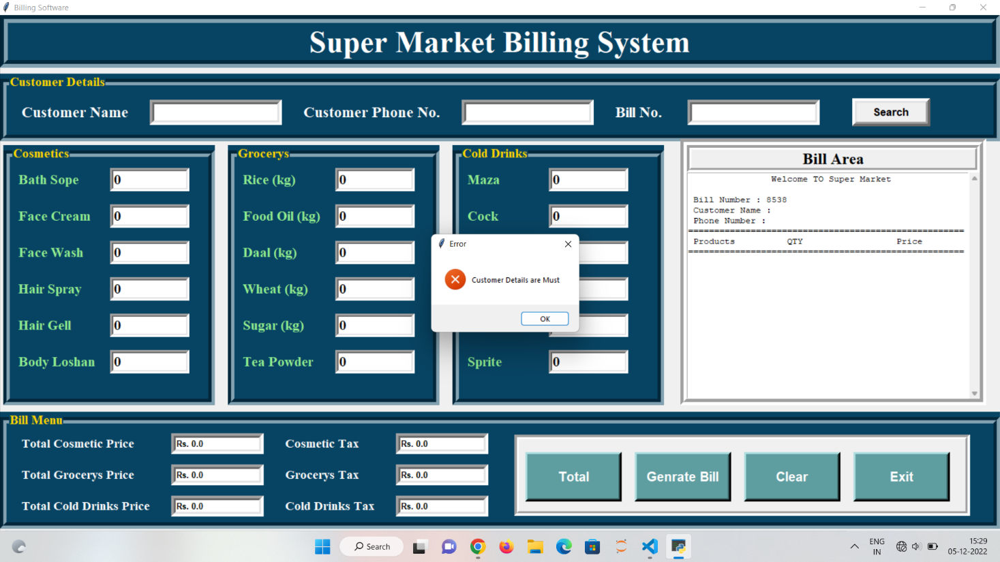 Billing Software
Super Market Billing System
Customer Details
Customer Name
Customer Phone No.
Bill No.
Search
Cosmetics
Bath Sope 0
Face Cream 0
Face Wash 0
Hair Spray 0
Hair Gell 0
Body Loshan 0
Grocerys
Rice (kg) 0
Food Oil (kg) 0
Daal (kg) 0
Wheat (kg) 0
Sugar (kg) 0
Tea Powder 0
Cold Drinks
Maza 0
Cock 0
Sprite 0
Error
Customer Details are Must
OK
Bill Area
Welcome TO Super Market
Bill Number : 8538
Customer Name :
Phone Number :
=====================================================
Products QTY Price
=====================================================
Bill Menu
Total Cosmetic Price Rs. 0.0
Total Grocerys Price Rs. 0.0
Total Cold Drinks Price Rs. 0.0
Cosmetic Tax Rs. 0.0
Grocerys Tax Rs. 0.0
Cold Drinks Tax Rs. 0.0
Total
Genrate Bill
Clear
Exit
Search
ENG
IN
15:29
05-12-2022